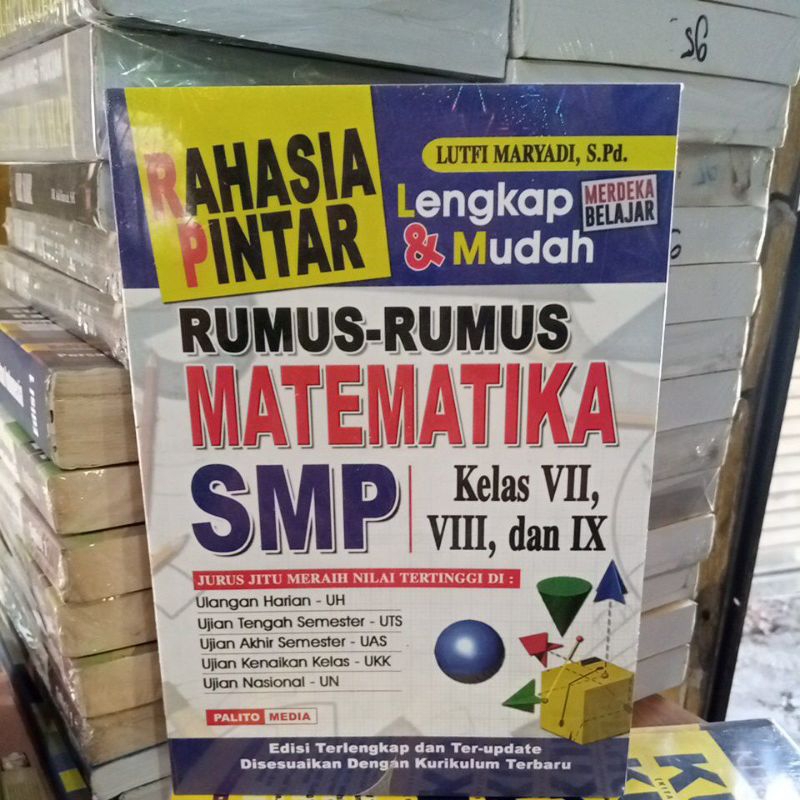 RAHASIA
PINTAR
LUTFI MARYADI, S.Pd.
Lengkap
& Mudah
MERDEKA
BELAJAR
RUMUS-RUMUS
MATEMATIKA
SMP
Kelas VII,
VIII, dan IX
JURUS JITU MERAIH NILAI TERTINGGI DI :
Ulangan Harian - UH
Ujian Tengah Semester - UTS
Ujian Akhir Semester - UAS
Ujian Kenaikan Kelas - UKK
Ujian Nasional - UN
PALITO MEDIA
Edisi Terlengkap dan Ter-update
Disesuaikan Dengan Kurikulum Terbaru